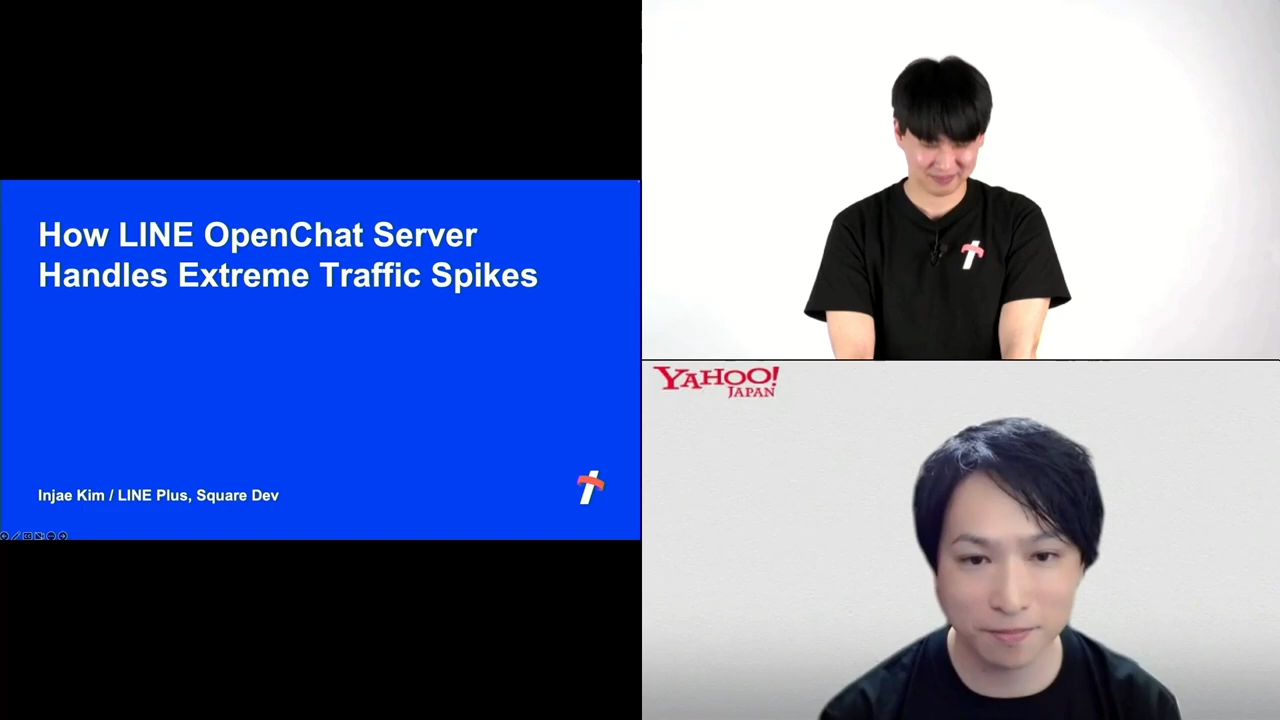 How LINE OpenChat Server
Handles Extreme Traffic Spikes
Injae Kim / LINE Plus, Square Dev
YAHOO!
JAPAN